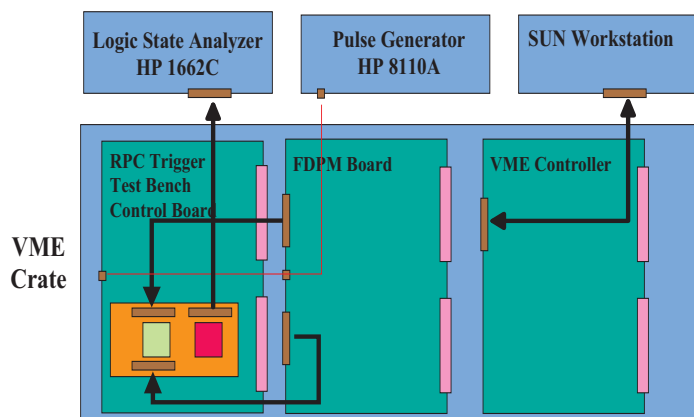 Logic State Analyzer
HP 1662C
Pulse Generator
HP 8110A
SUN Workstation
RPC Trigger
Test Bench
Control Board
FDPM Board
VME Controller
VME
Crate